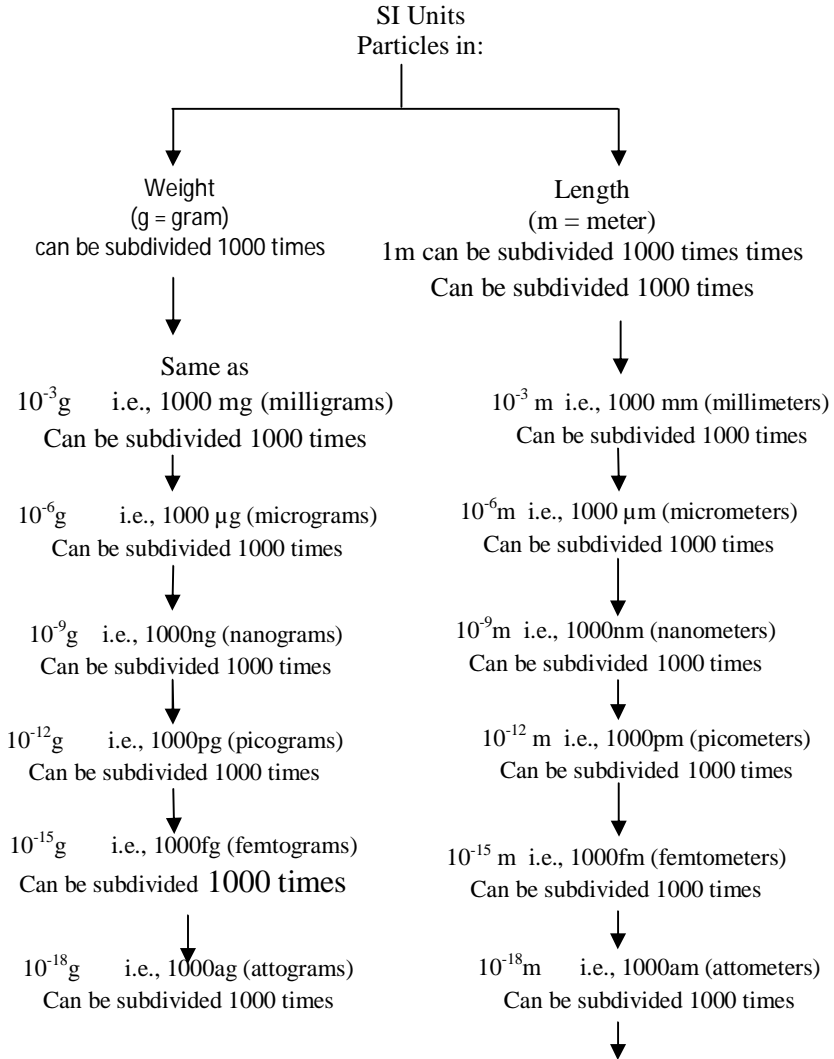 SI Units
Particles in:
Weight
(g = gram)
can be subdivided 1000 times
Same as
10⁻³g i.e., 1000 mg (milligrams)
Can be subdivided 1000 times
10⁻⁶g i.e., 1000 µg (micrograms)
Can be subdivided 1000 times
10⁻⁹g i.e., 1000ng (nanograms)
Can be subdivided 1000 times
10⁻¹²g i.e., 1000pg (picograms)
Can be subdivided 1000 times
10⁻¹⁵g i.e., 1000fg (femtograms)
Can be subdivided 1000 times
10⁻¹⁸g i.e., 1000ag (attograms)
Can be subdivided 1000 times
Length
(m = meter)
1m can be subdivided 1000 times times
Can be subdivided 1000 times
10⁻³ m i.e., 1000 mm (millimeters)
Can be subdivided 1000 times
10⁻⁶m i.e., 1000 µm (micrometers)
Can be subdivided 1000 times
10⁻⁹m i.e., 1000nm (nanometers)
Can be subdivided 1000 times
10⁻¹² m i.e., 1000pm (picometers)
Can be subdivided 1000 times
10⁻¹⁵ m i.e., 1000fm (femtometers)
Can be subdivided 1000 times
10⁻¹⁸m i.e., 1000am (attometers)
Can be subdivided 1000 times